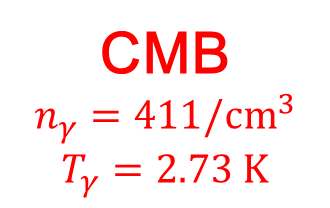 CMB
n_γ = 411/cm³
T_γ = 2.73 K